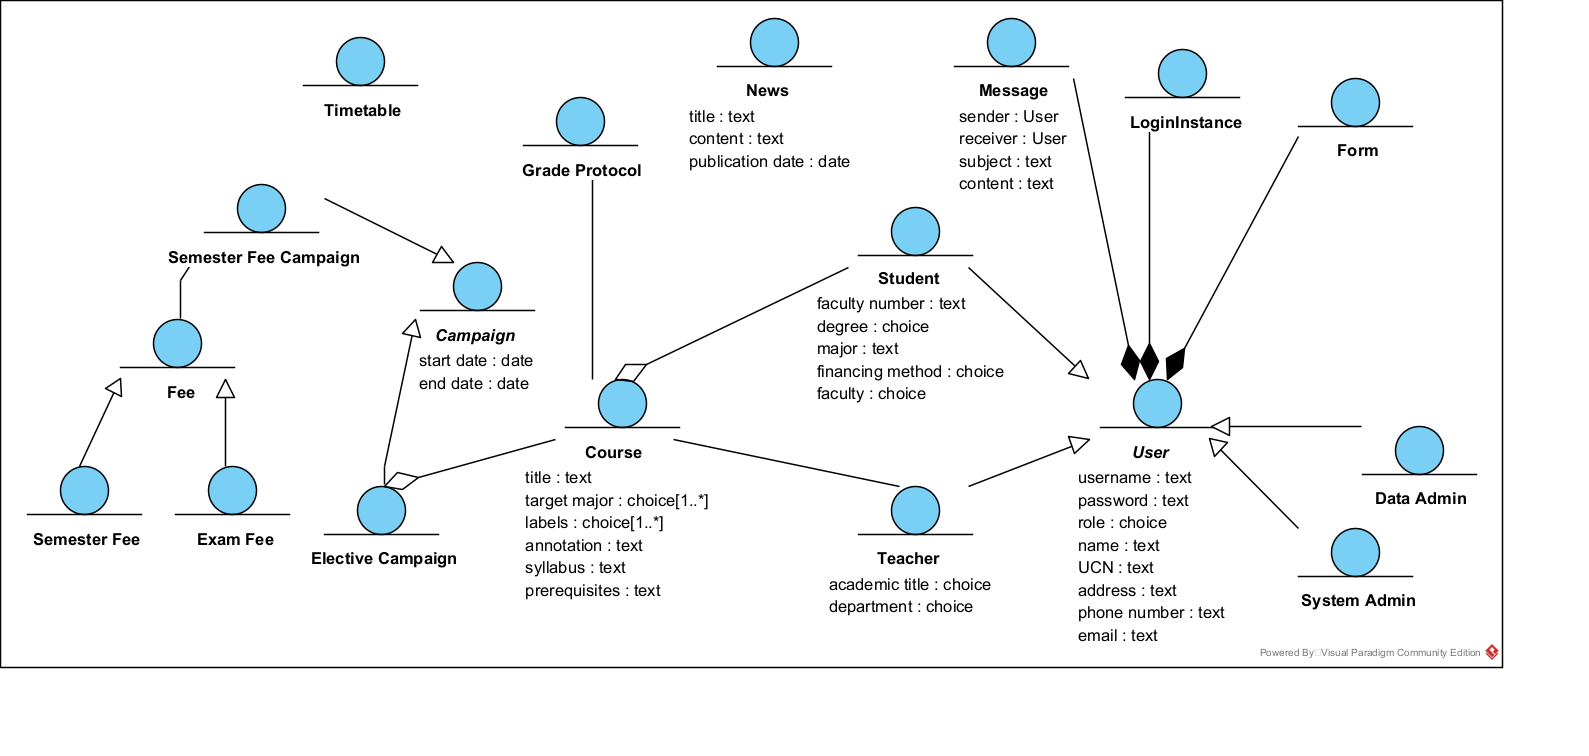 Timetable
News
title : text
content : text
publication date : date
Message
sender : User
receiver : User
subject : text
content : text
LoginInstance
Form
Grade Protocol
Semester Fee Campaign
Campaign
start date : date
end date : date
Student
faculty number : text
degree : choice
major : text
financing method : choice
faculty : choice
Fee
Semester Fee
Exam Fee
Elective Campaign
Course
title : text
target major : choice[1..*]
labels : choice[1..*]
annotation : text
syllabus : text
prerequisites : text
Teacher
academic title : choice
department : choice
User
username : text
password : text
role : choice
name : text
UCN : text
address : text
phone number : text
email : text
Data Admin
System Admin
Powered By Visual Paradigm Community Edition